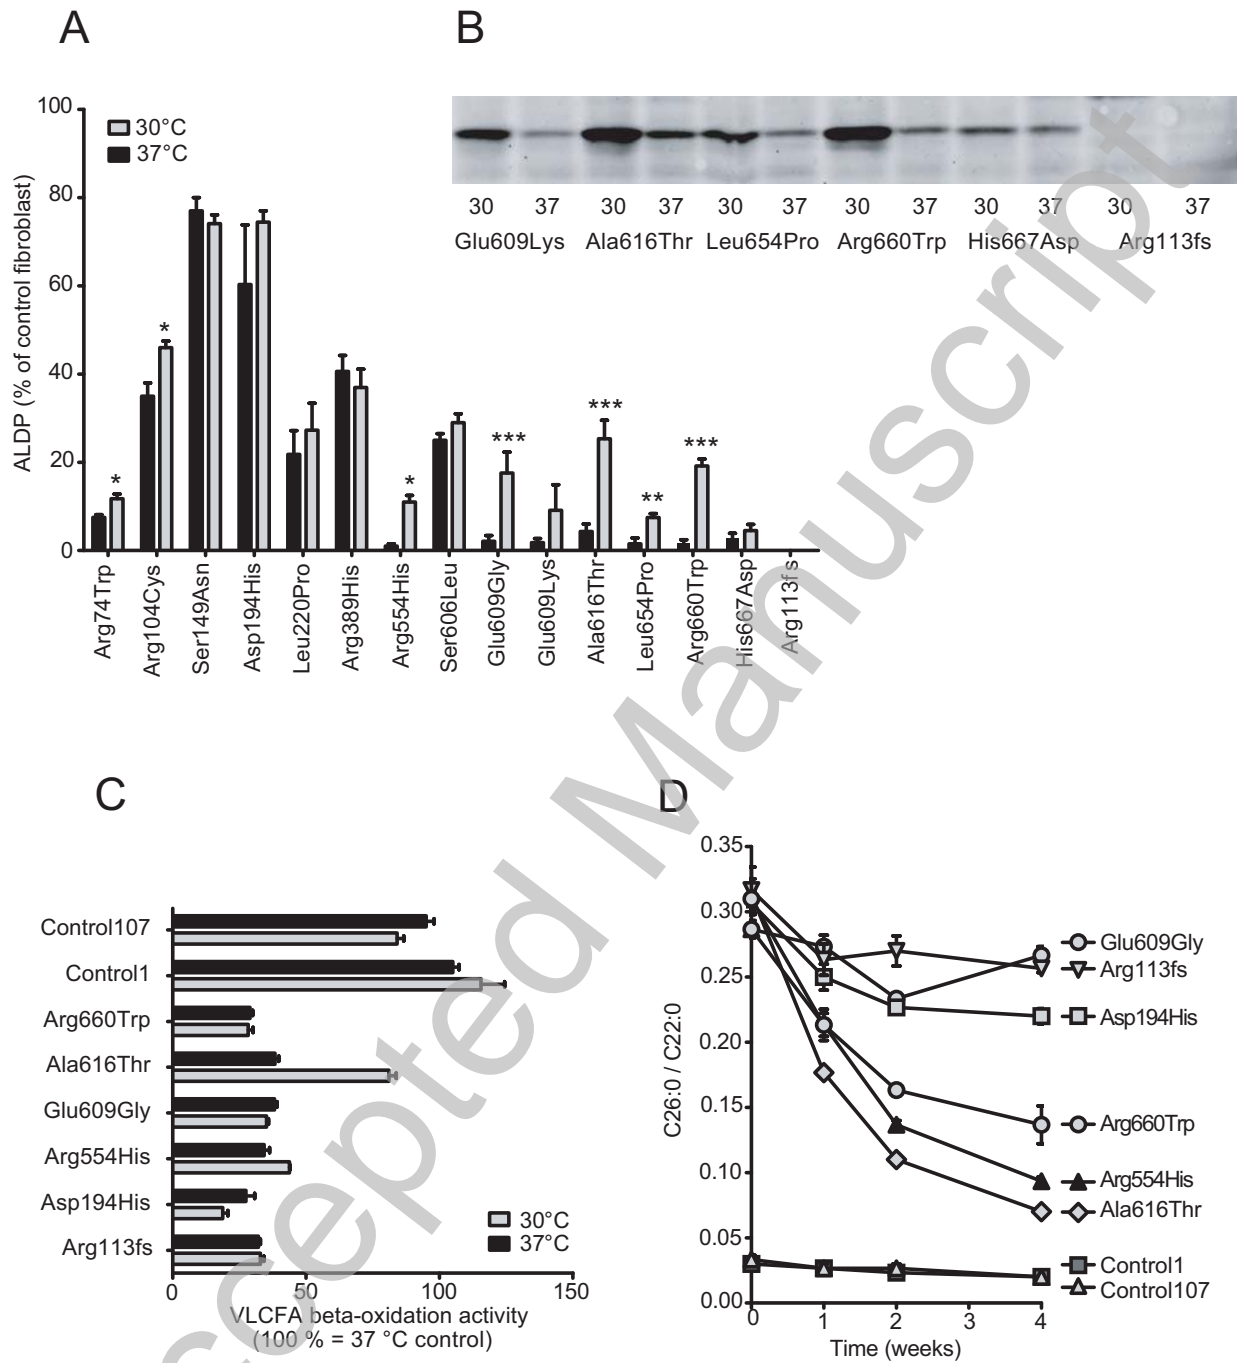 A
B
100
80
60
40
20
0
ALDP (% of control fibroblast)
30°C
37°C
*
*
*
***
***
**
***
Arg74Trp
Arg104Cys
Ser149Asn
Asp194His
Leu220Pro
Arg389His
Arg554His
Ser606Leu
Glu609Gly
Glu609Lys
Ala616Thr
Leu654Pro
Arg660Trp
His667Asp
Arg113fs
30 37 30 37 30 37 30 37 30 37 30 37
Glu609Lys Ala616Thr Leu654Pro Arg660Trp His667Asp Arg113fs
C
Control107
Control1
Arg660Trp
Ala616Thr
Glu609Gly
Arg554His
Asp194His
Arg113fs
30°C
37°C
0 50 100 150
VLCFA beta-oxidation activity
(100 % = 37 °C control)
D
0.35
0.30
0.25
0.20
0.15
0.10
0.05
0.00
C26:0 / C22:0
Glu609Gly
Arg113fs
Asp194His
Arg660Trp
Arg554His
Ala616Thr
Control1
Control107
0 1 2 3 4
Time (weeks)
cepted Manuscript